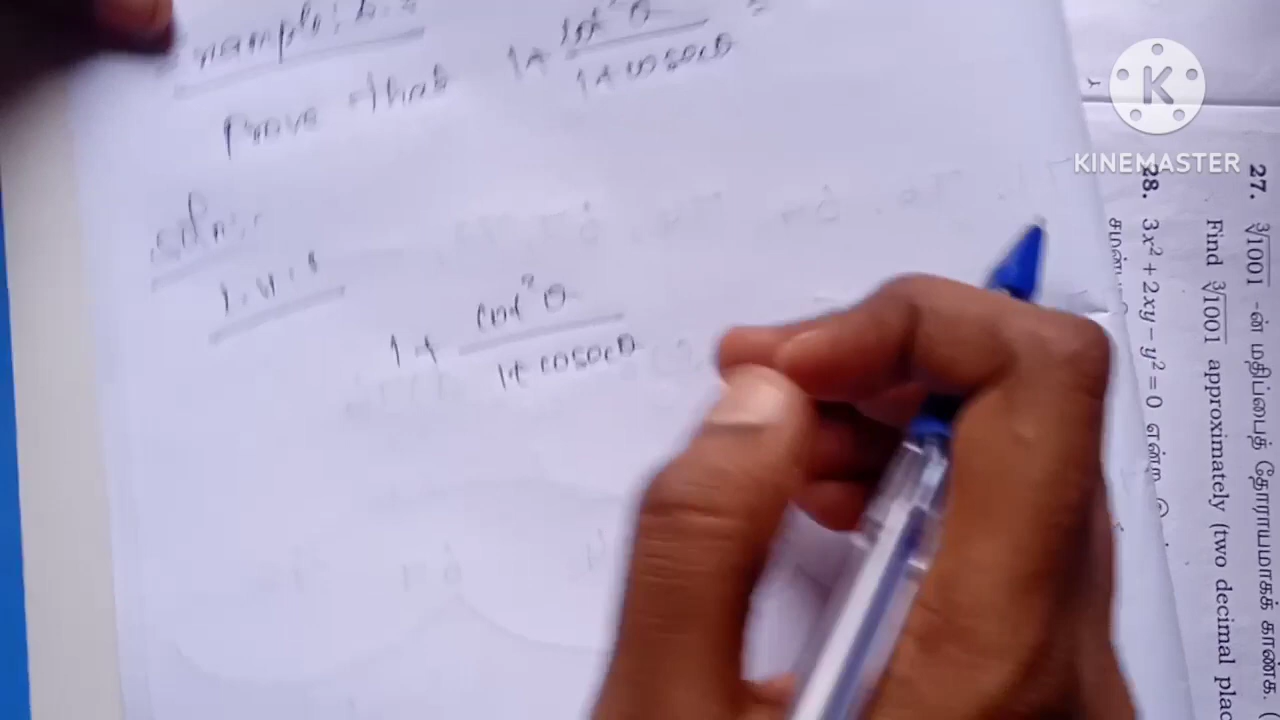 Prove that 1+ cot²θ / 1+cosecθ =
Soln:
L.H.S
1+ cot²θ / 1+ cosecθ
KINEMASTER
27. ∛1001 -ன் மதிப்பைத் தோராயமாகக் காண்க. (
Find ∛1001 approximately (two decimal plac
28. 3x² + 2xy − y² = 0 என்ற